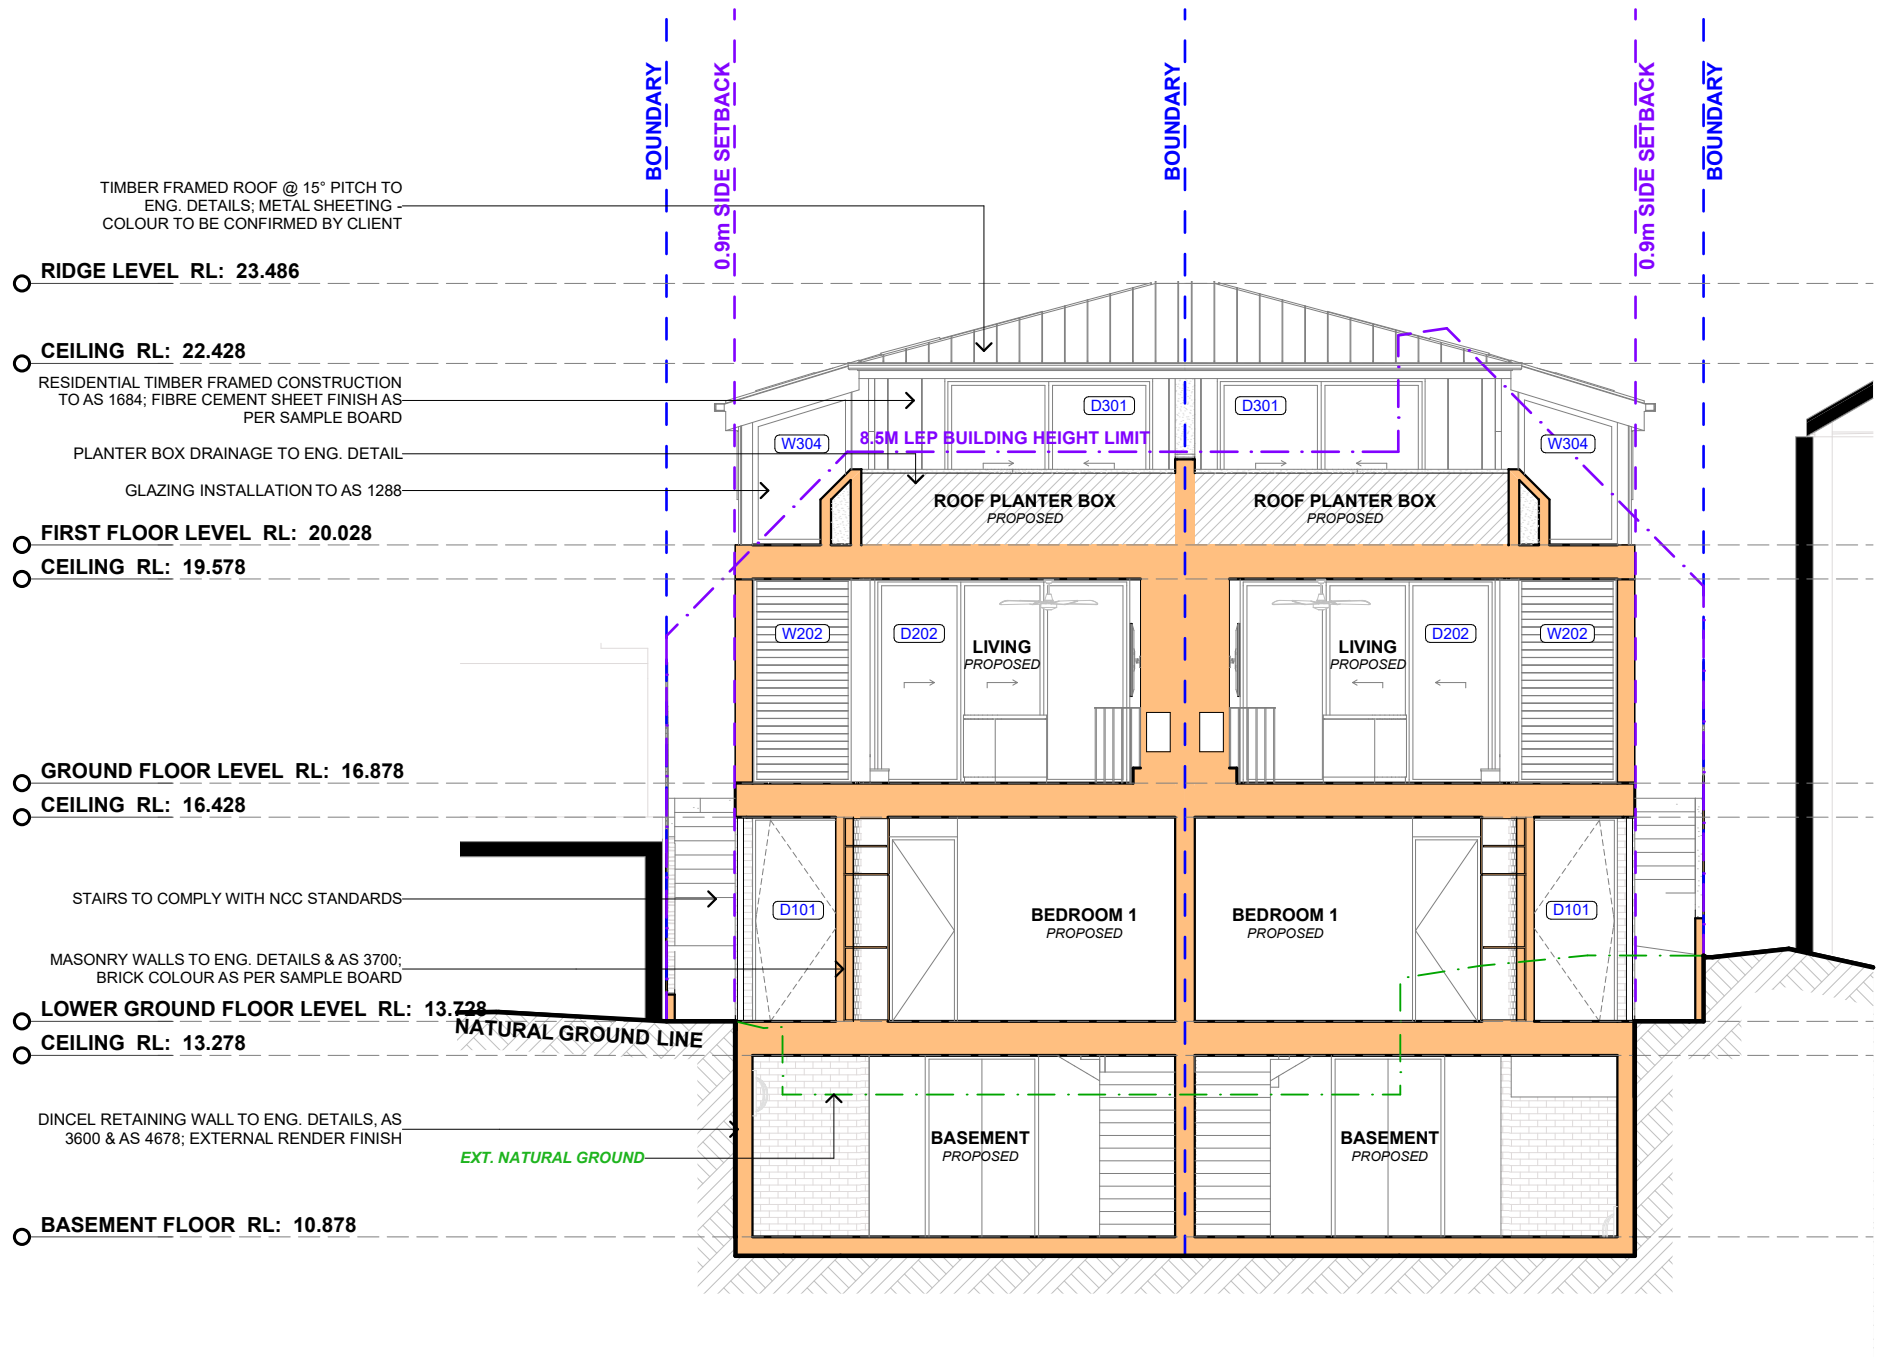 BOUNDARY
0.9m SIDE SETBACK
BOUNDARY
0.9m SIDE SETBACK
BOUNDARY
TIMBER FRAMED ROOF @ 15° PITCH TO
ENG. DETAILS; METAL SHEETING -
COLOUR TO BE CONFIRMED BY CLIENT
RIDGE LEVEL RL: 23.486
CEILING RL: 22.428
RESIDENTIAL TIMBER FRAMED CONSTRUCTION
TO AS 1684; FIBRE CEMENT SHEET FINISH AS
PER SAMPLE BOARD
D301
D301
W304
8.5M LEP BUILDING HEIGHT LIMIT
W304
PLANTER BOX DRAINAGE TO ENG. DETAIL
GLAZING INSTALLATION TO AS 1288
ROOF PLANTER BOX
PROPOSED
ROOF PLANTER BOX
PROPOSED
FIRST FLOOR LEVEL RL: 20.028
CEILING RL: 19.578
W202
D202
LIVING
PROPOSED
LIVING
PROPOSED
D202
W202
GROUND FLOOR LEVEL RL: 16.878
CEILING RL: 16.428
STAIRS TO COMPLY WITH NCC STANDARDS
D101
BEDROOM 1
PROPOSED
BEDROOM 1
PROPOSED
D101
MASONRY WALLS TO ENG. DETAILS & AS 3700;
BRICK COLOUR AS PER SAMPLE BOARD
LOWER GROUND FLOOR LEVEL RL: 13.728
NATURAL GROUND LINE
CEILING RL: 13.278
DINCEL RETAINING WALL TO ENG. DETAILS, AS
3600 & AS 4678; EXTERNAL RENDER FINISH
EXT. NATURAL GROUND
BASEMENT
PROPOSED
BASEMENT
PROPOSED
BASEMENT FLOOR RL: 10.878